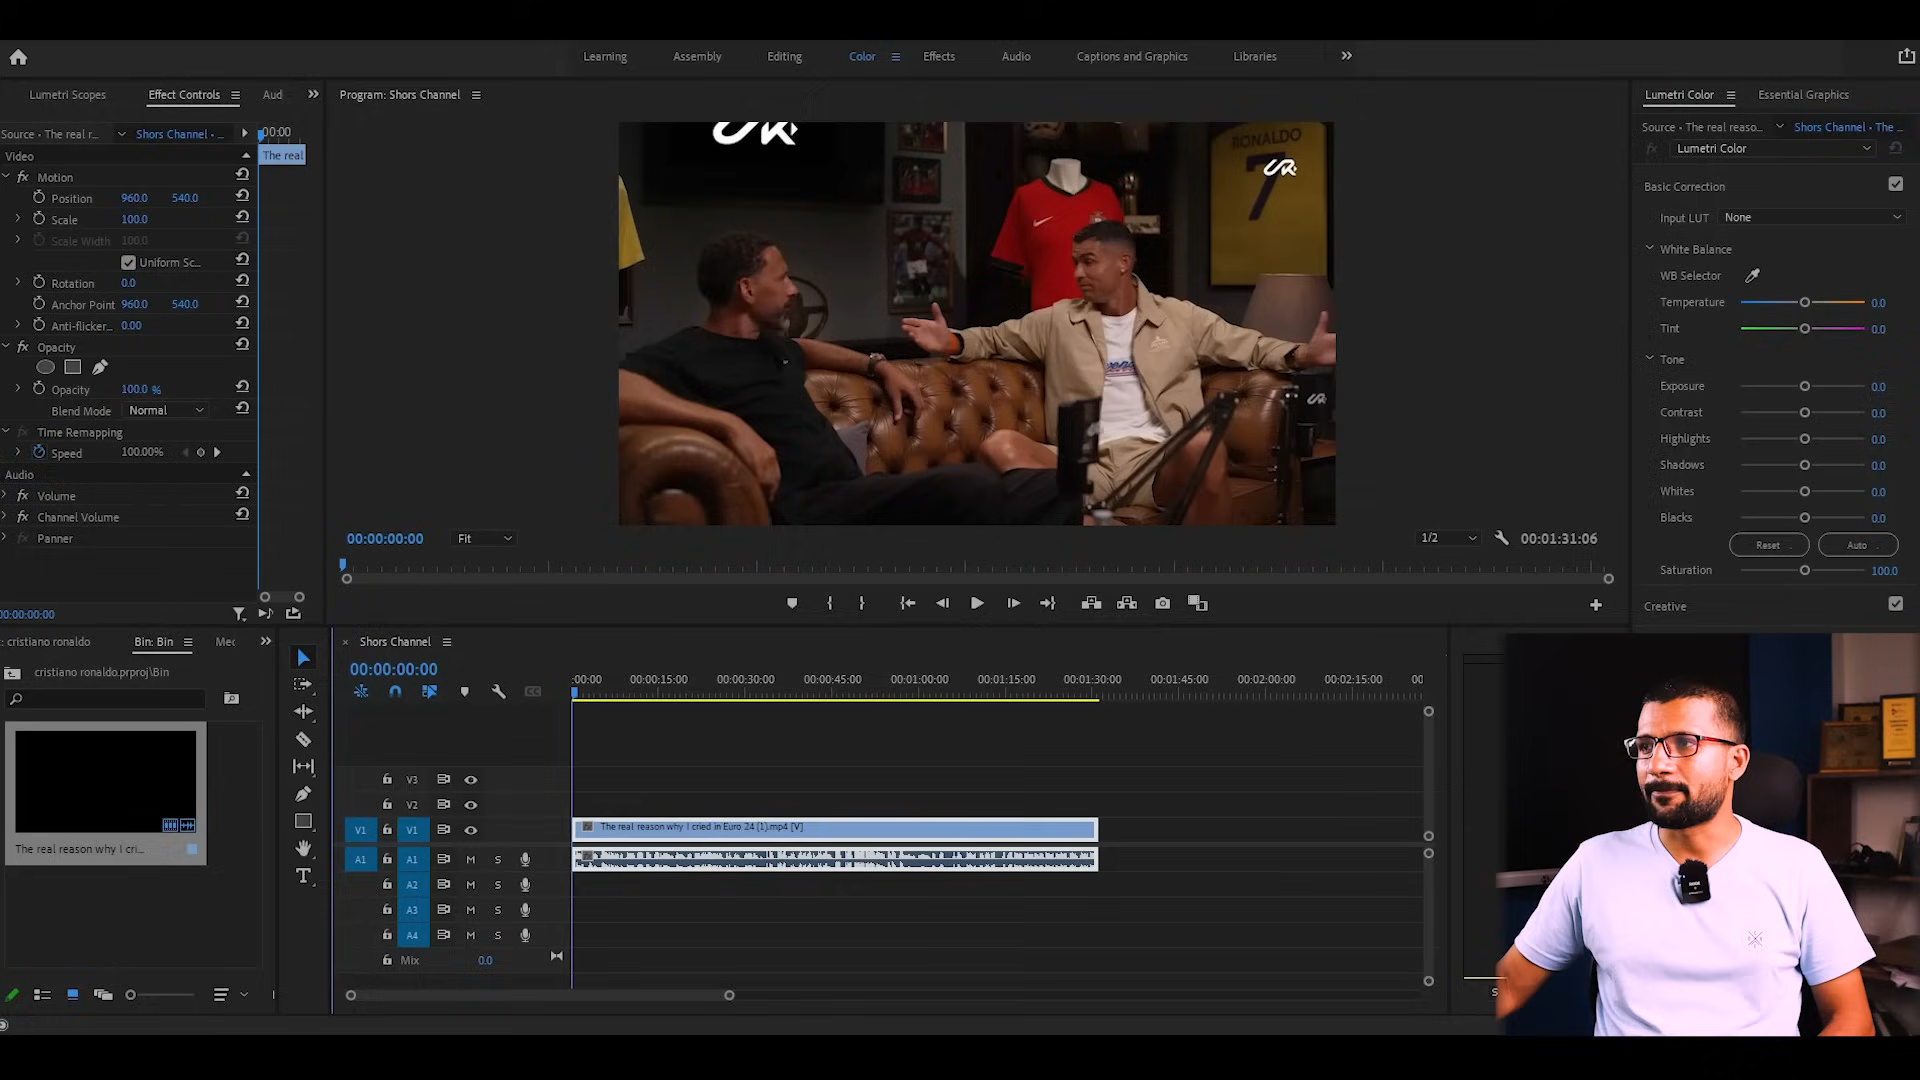 Learning
Assembly
Editing
Color
Effects
Audio
Captions and Graphics
Libraries
Lumetri Scopes
Effect Controls
Aud
Program: Shors Channel
Lumetri Color
Essential Graphics
Source • The real r...
Shors Channel • ...
:00:00
The real
Video
Motion
Position 960.0 540.0
Scale 100.0
Scale Width 100.0
Uniform Sc...
Rotation 0.0
Anchor Point 960.0 540.0
Anti-flicker... 0.00
Opacity
Opacity 100.0 %
Blend Mode Normal
Time Remapping
Speed 100.00%
Audio
Volume
Channel Volume
Panner
00:00:00:00
RONALDO
7
00:00:00:00
Fit
1/2
00:01:31:06
Source • The real reaso...
Shors Channel • The ...
fx Lumetri Color
Basic Correction
Input LUT None
White Balance
WB Selector
Temperature 0.0
Tint 0.0
Tone
Exposure 0.0
Contrast 0.0
Highlights 0.0
Shadows 0.0
Whites 0.0
Blacks 0.0
Reset
Auto
Saturation 100.0
Creative
: cristiano ronaldo
Bin: Bin
Mec
cristiano ronaldo.prproj\Bin
The real reason why I cri...
× Shors Channel
00:00:00:00
:00:00 00:00:15:00 00:00:30:00 00:00:45:00 00:01:00:00 00:01:15:00 00:01:30:00 00:01:45:00 00:02:00:00 00:02:15:00 00:
V3
V2
V1 V1
The real reason why I cried in Euro 24 (1).mp4 [V]
A1 A1 M S
A2 M S
A3 M S
A4 M S
Mix 0.0